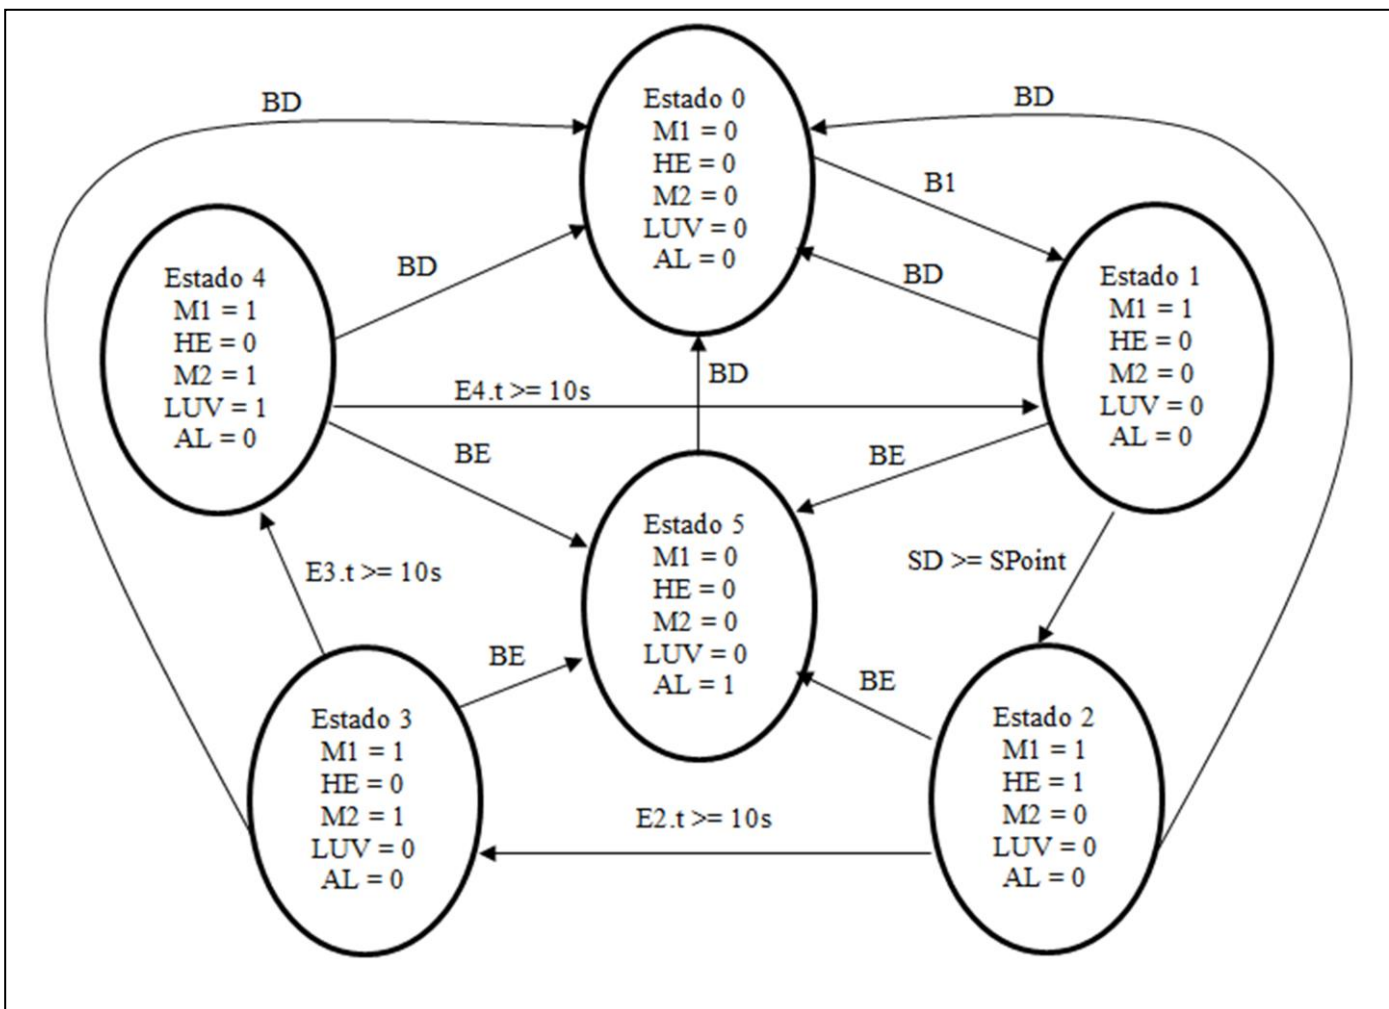 BD
BD
Estado 0
M1 = 0
HE = 0
M2 = 0
LUV = 0
AL = 0
B1
BD
BD
Estado 4
M1 = 1
HE = 0
M2 = 1
LUV = 1
AL = 0
Estado 1
M1 = 1
HE = 0
M2 = 0
LUV = 0
AL = 0
BD
E4.t >= 10s
BE
BE
Estado 5
M1 = 0
HE = 0
M2 = 0
LUV = 0
AL = 1
E3.t >= 10s
SD >= SPoint
BE
BE
Estado 3
M1 = 1
HE = 0
M2 = 1
LUV = 0
AL = 0
Estado 2
M1 = 1
HE = 1
M2 = 0
LUV = 0
AL = 0
E2.t >= 10s